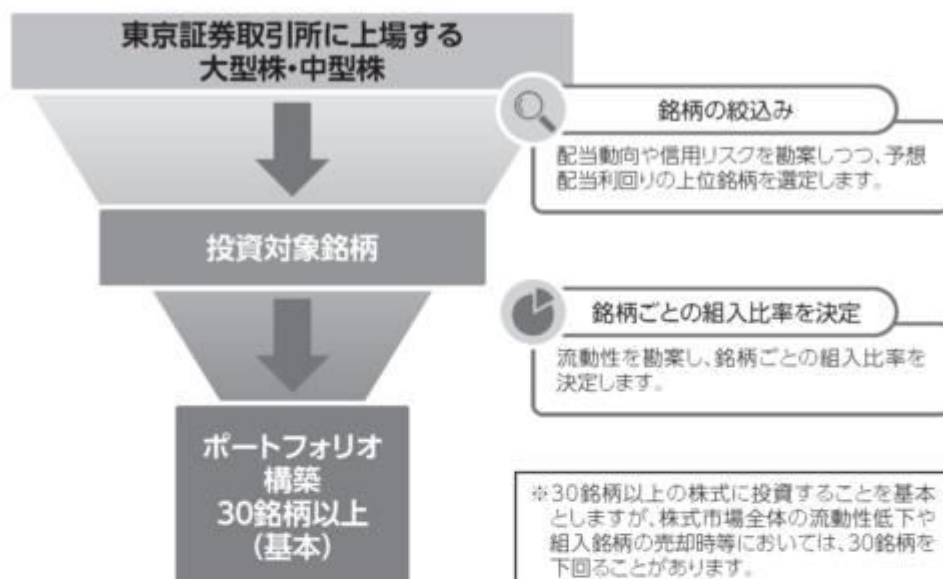 東京証券取引所に上場する
大型株・中型株
銘柄の絞込み
配当動向や信用リスクを勘案しつつ、予想
配当利回りの上位銘柄を選定します。
投資対象銘柄
銘柄ごとの組入比率を決定
流動性を勘案し、銘柄ごとの組入比率を
決定します。
ポートフォリオ
構築
30銘柄以上
(基本)
※30銘柄以上の株式に投資することを基本
としますが、株式市場全体の流動性低下や
組入銘柄の売却時等においては、30銘柄を
下回ることがあります。